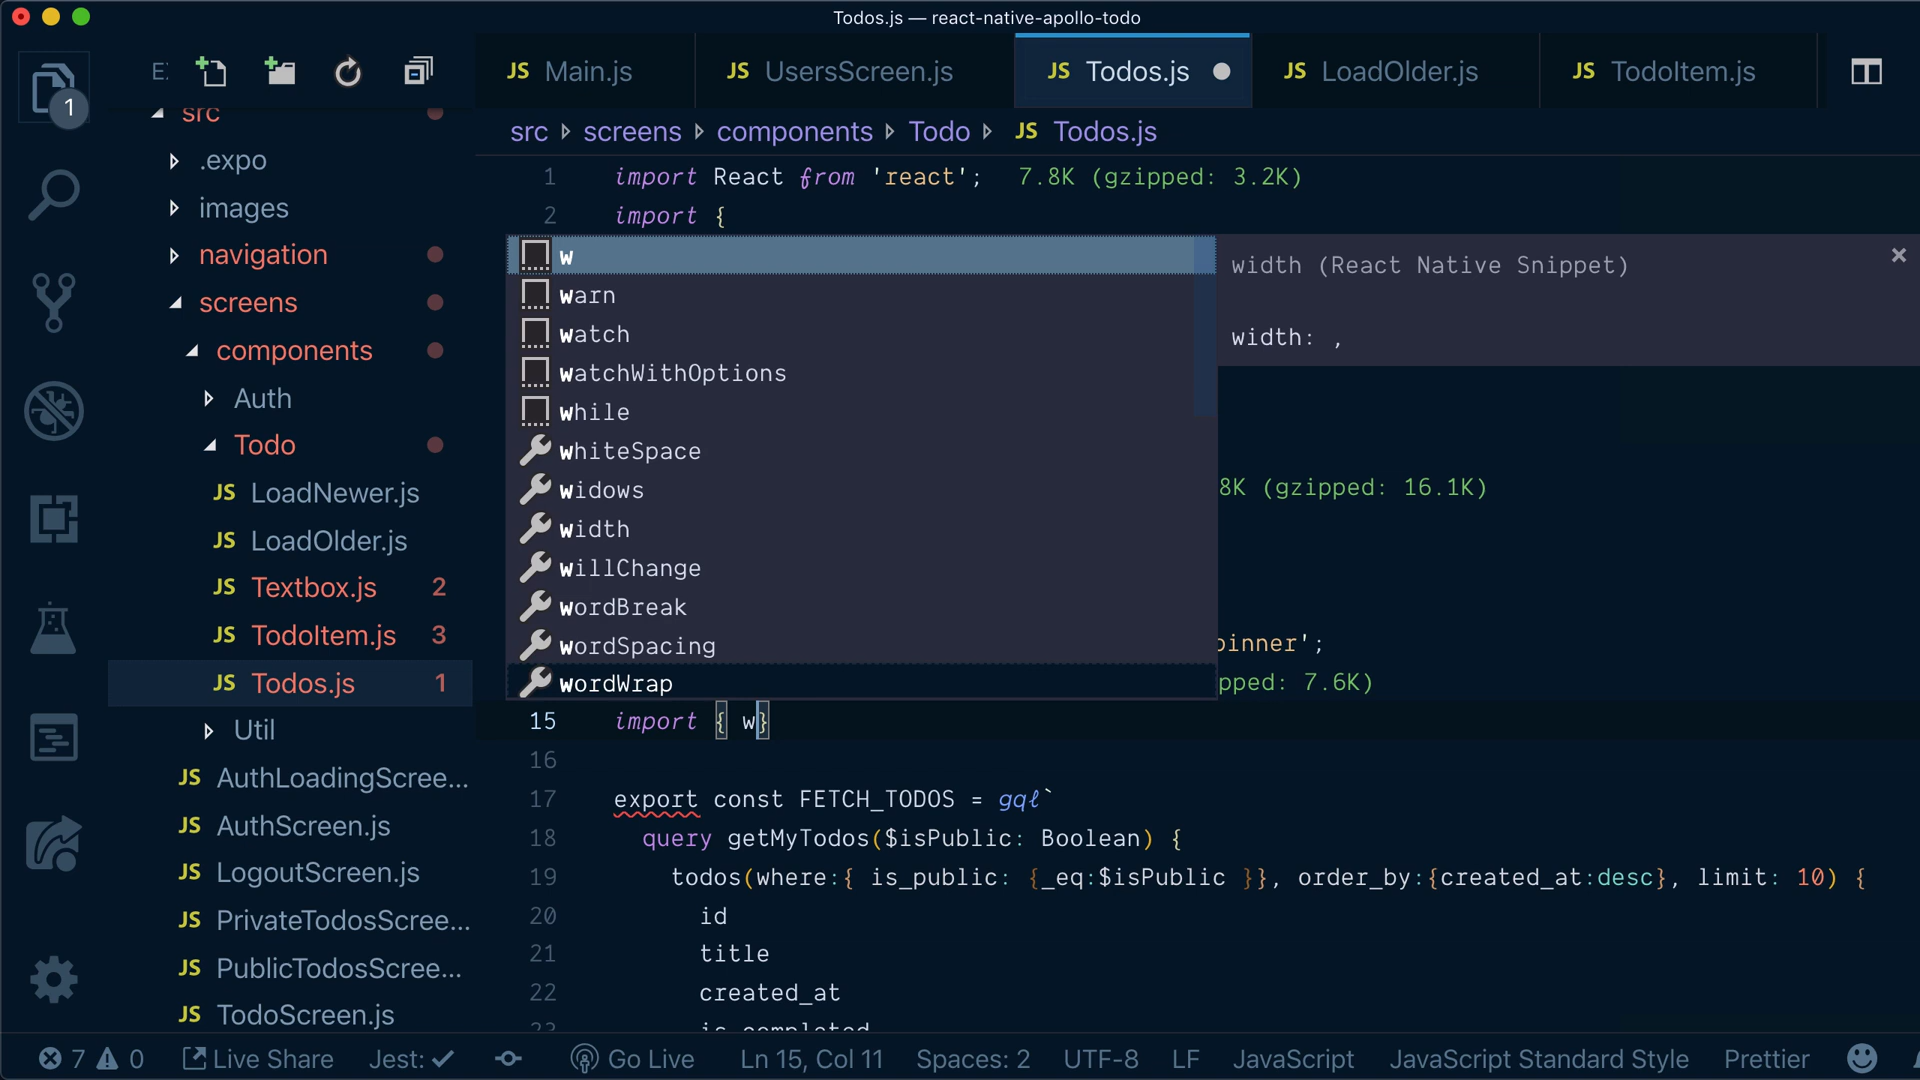 Todos.js — react-native-apollo-todo
1
E:
JS Main.js
JS UsersScreen.js
JS Todos.js
JS LoadOlder.js
JS TodoItem.js
src
.expo
images
navigation
screens
components
Auth
Todo
JS LoadNewer.js
JS LoadOlder.js
JS Textbox.js 2
JS TodoItem.js 3
JS Todos.js 1
Util
JS AuthLoadingScree...
JS AuthScreen.js
JS LogoutScreen.js
JS PrivateTodosScree...
JS PublicTodosScree...
JS TodoScreen.js
src screens components Todo JS Todos.js
1 import React from 'react'; 7.8K (gzipped: 3.2K)
2 import {
w
warn
watch
watchWithOptions
while
whiteSpace
widows
width
willChange
wordBreak
wordSpacing
wordWrap
width (React Native Snippet)
width: ,
8K (gzipped: 16.1K)
pinner';
pped: 7.6K)
15 import { w}
16
17 export const FETCH_TODOS = gql`
18 query getMyTodos($isPublic: Boolean) {
19 todos(where:{ is_public: {_eq:$isPublic }}, order_by:{created_at:desc}, limit: 10) {
20 id
21 title
22 created_at
23 is_completed
7 0 Live Share Jest: Go Live Ln 15, Col 11 Spaces: 2 UTF-8 LF JavaScript JavaScript Standard Style Prettier